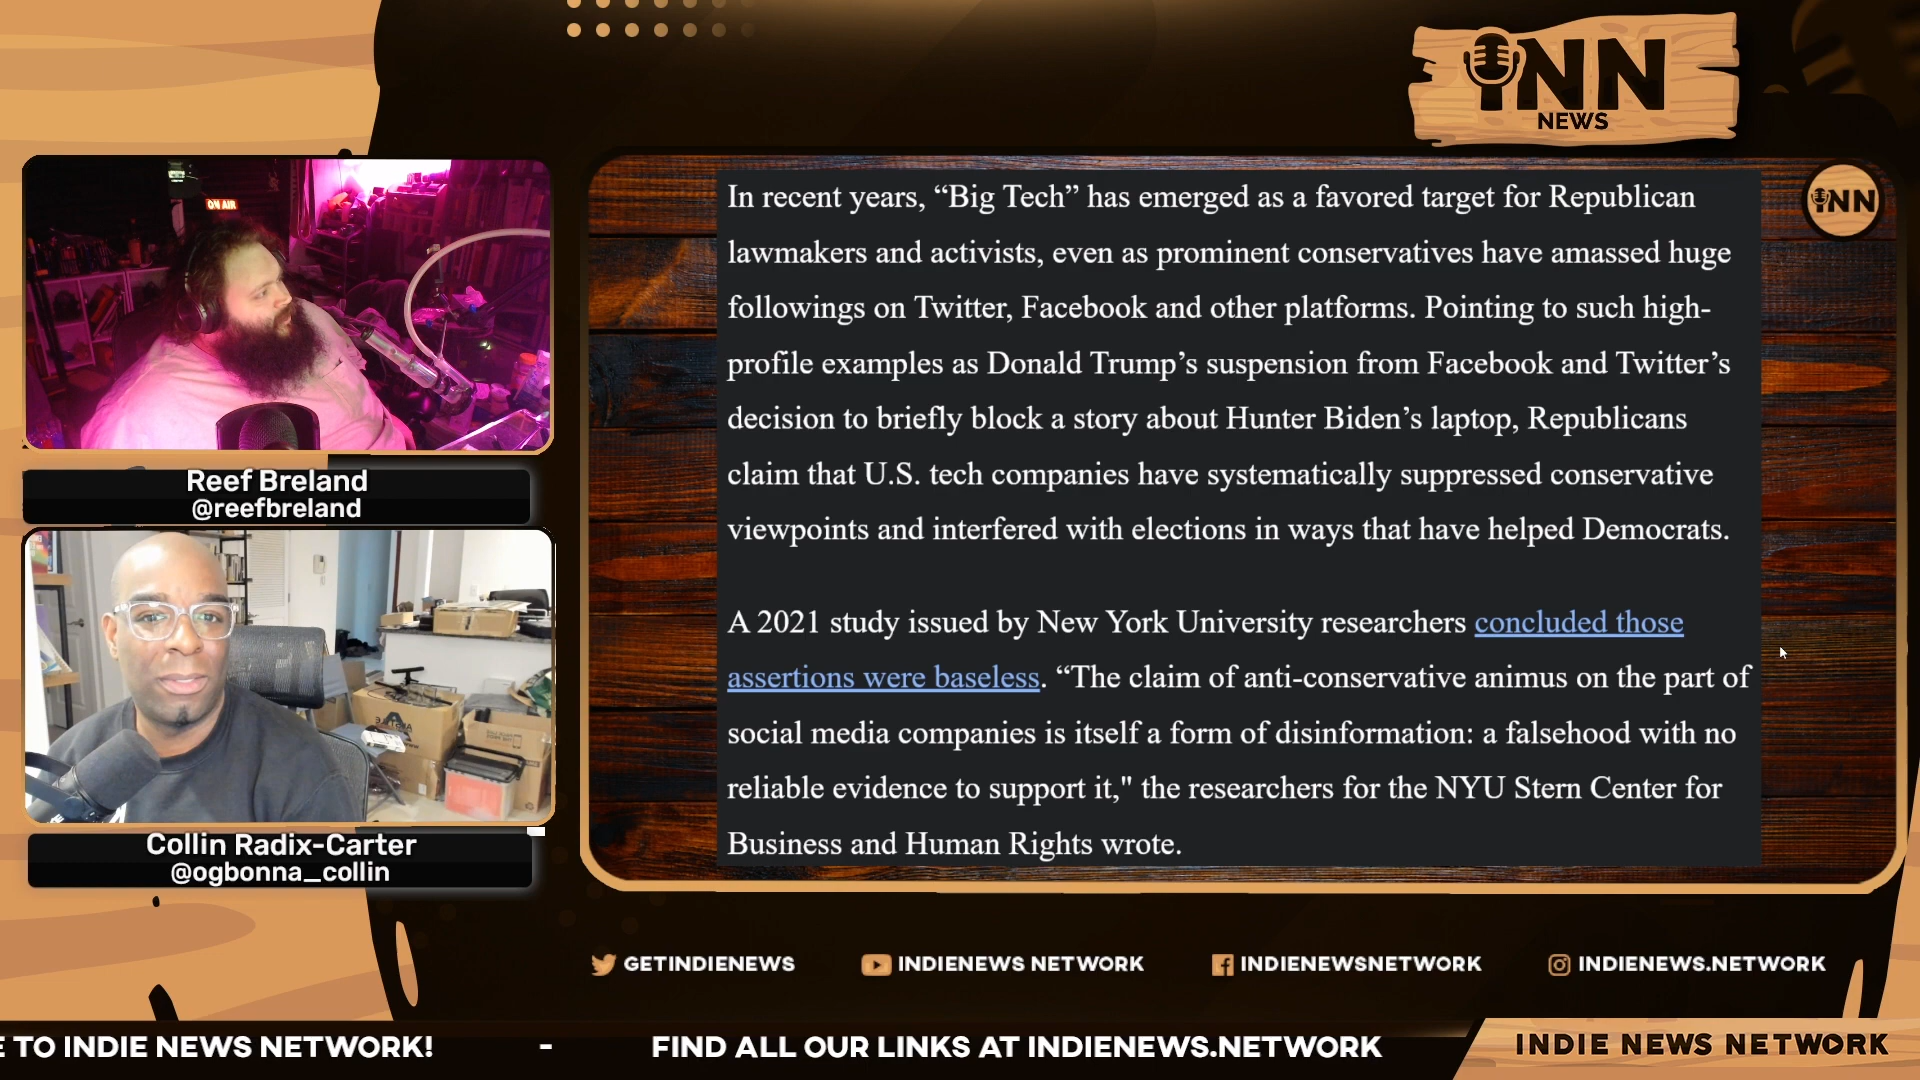 iNN
NEWS
ON AIR
iNN
In recent years, “Big Tech” has emerged as a favored target for Republican
lawmakers and activists, even as prominent conservatives have amassed huge
followings on Twitter, Facebook and other platforms. Pointing to such high-
profile examples as Donald Trump’s suspension from Facebook and Twitter’s
decision to briefly block a story about Hunter Biden’s laptop, Republicans
claim that U.S. tech companies have systematically suppressed conservative
viewpoints and interfered with elections in ways that have helped Democrats.
A 2021 study issued by New York University researchers concluded those
assertions were baseless. “The claim of anti-conservative animus on the part of
social media companies is itself a form of disinformation: a falsehood with no
reliable evidence to support it," the researchers for the NYU Stern Center for
Business and Human Rights wrote.
Reef Breland
@reefbreland
Collin Radix-Carter
@ogbonna_collin
GETINDIENEWS
INDIENEWS NETWORK
INDIENEWSNETWORK
INDIENEWS.NETWORK
E TO INDIE NEWS NETWORK! - FIND ALL OUR LINKS AT INDIENEWS.NETWORK
INDIE NEWS NETWORK